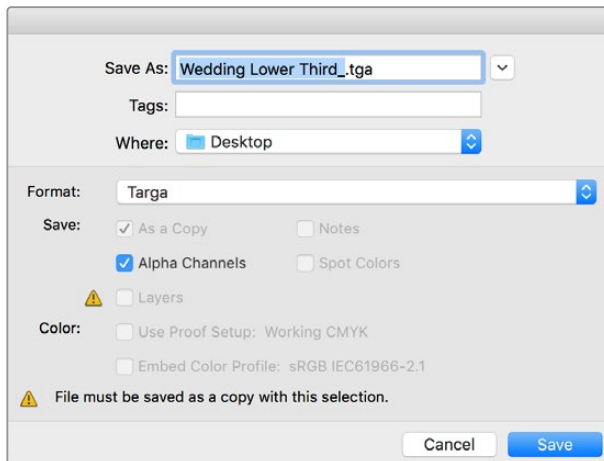 Save As: Wedding Lower Third_.tga
Tags:
Where: Desktop
Format: Targa
Save: As a Copy Notes
Alpha Channels Spot Colors
Layers
Color: Use Proof Setup: Working CMYK
Embed Color Profile: sRGB IEC61966-2.1
File must be saved as a copy with this selection.
Cancel Save